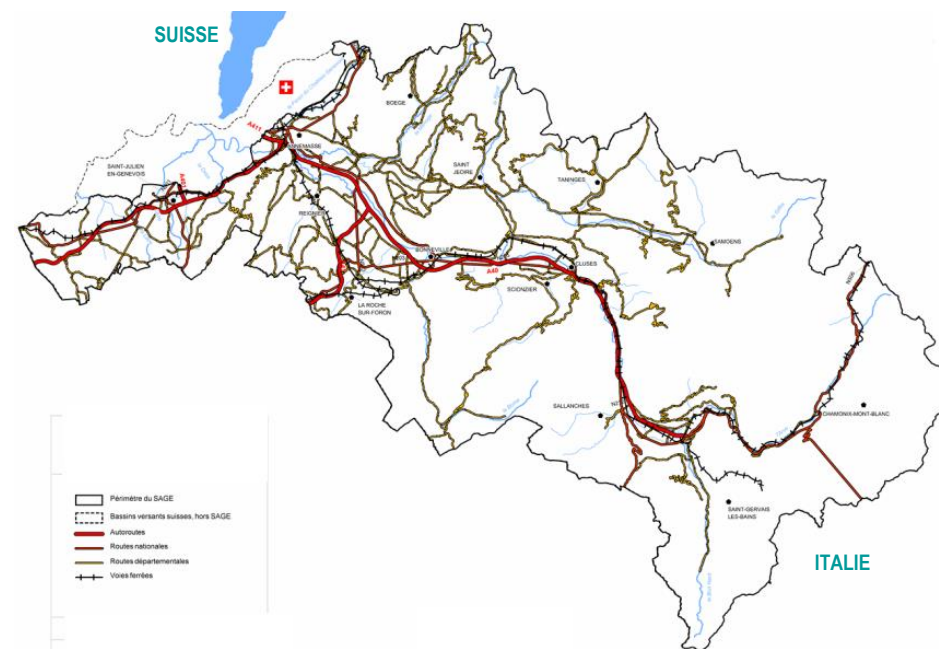 SUISSE
BOEGE
A411
ANNEMASSE
SAINT-JULIEN
EN-GENEVOIS
SAINT
JEOIRE
TANINGES
REIGNIER
SAMOENS
BONNEVILLE
A40
CLUSES
SCIONZIER
LA ROCHE
SUR-FORON
SALLANCHES
CHAMONIX-MONT-BLANC
SAINT-GERVAIS
LES-BAINS
ITALIE
Périmètre du SAGE
Bassins versants suisses, hors SAGE
Autoroutes
Routes nationales
Routes départementales
Voies ferrées